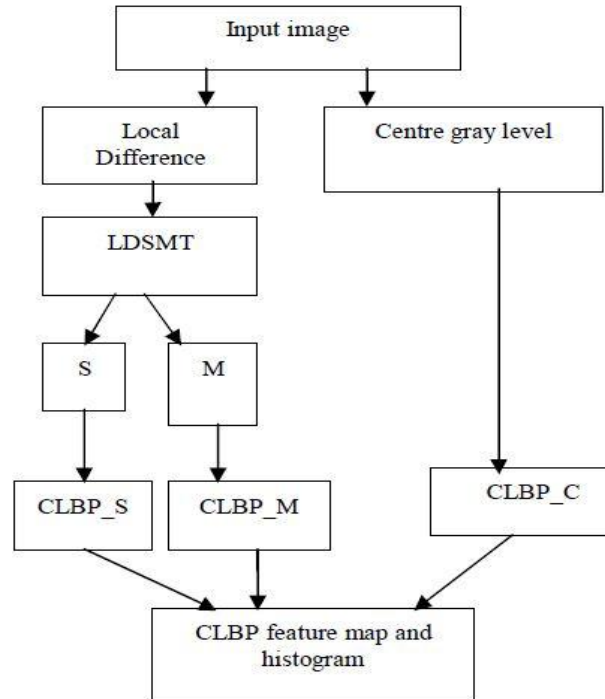 Input image
Local
Difference
Centre gray level
LDSMT
S
M
CLBP_S
CLBP_M
CLBP_C
CLBP feature map and
histogram